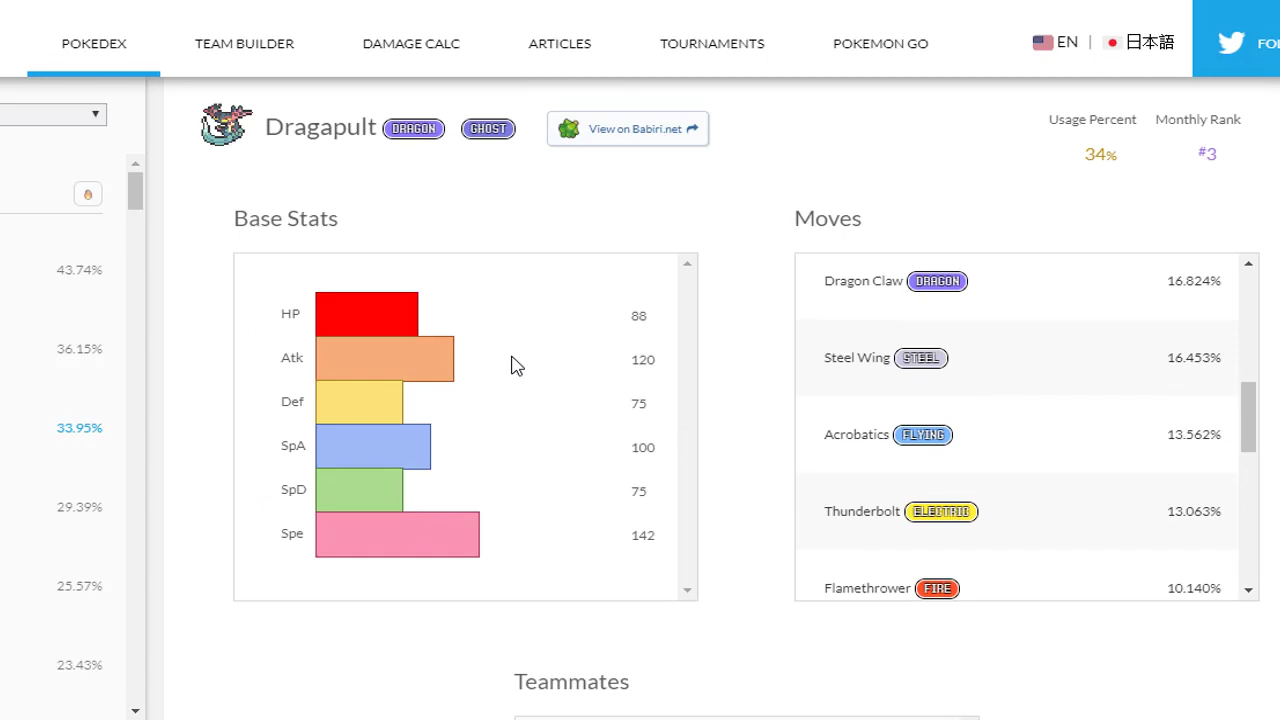 POKEDEX
TEAM BUILDER
DAMAGE CALC
ARTICLES
TOURNAMENTS
POKEMON GO
EN | 日本語
Dragapult DRAGON GHOST
View on Babiri.net
Usage Percent Monthly Rank
34% #3
43.74%
36.15%
33.95%
29.39%
25.57%
23.43%
Base Stats
HP 88
Atk 120
Def 75
SpA 100
SpD 75
Spe 142
Moves
Dragon Claw DRAGON 16.824%
Steel Wing STEEL 16.453%
Acrobatics FLYING 13.562%
Thunderbolt ELECTRIC 13.063%
Flamethrower FIRE 10.140%
Teammates